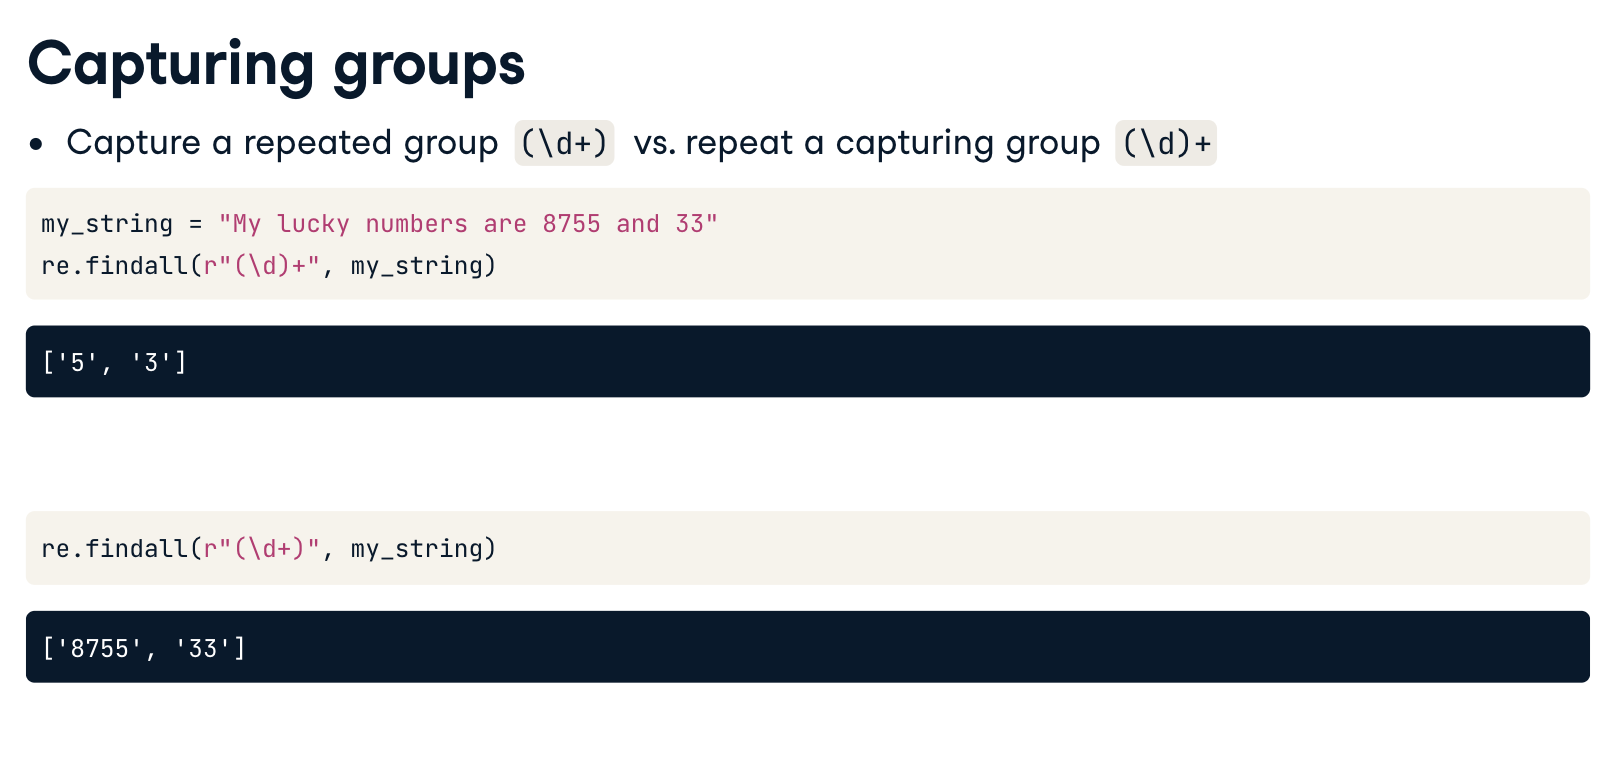 Capturing groups
• Capture a repeated group (\d+) vs. repeat a capturing group (\d)+
my_string = "My lucky numbers are 8755 and 33"
re.findall(r"(\d)+", my_string)
['5', '3']
re.findall(r"(\d+)", my_string)
['8755', '33']